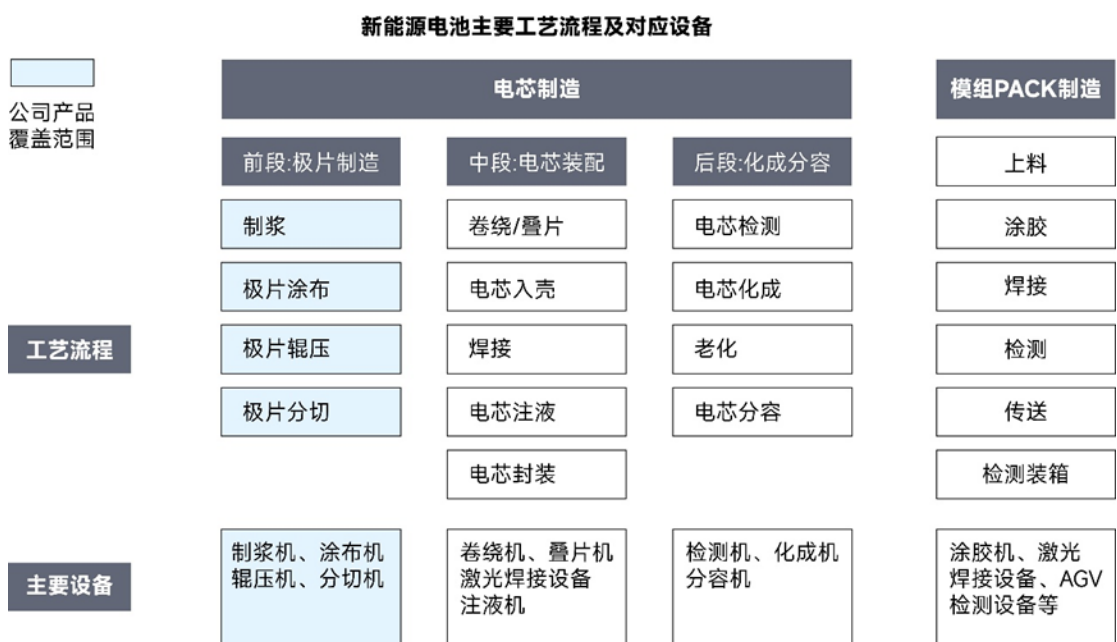 新能源电池主要工艺流程及对应设备
公司产品
覆盖范围
电芯制造
模组PACK制造
前段:极片制造
中段:电芯装配
后段:化成分容
上料
制浆
卷绕/叠片
电芯检测
涂胶
极片涂布
电芯入壳
电芯化成
焊接
工艺流程
极片辊压
焊接
老化
检测
极片分切
电芯注液
电芯分容
传送
电芯封装
检测装箱
主要设备
制浆机、涂布机
辊压机、分切机
卷绕机、叠片机
激光焊接设备
注液机
检测机、化成机
分容机
涂胶机、激光
焊接设备、AGV
检测设备等